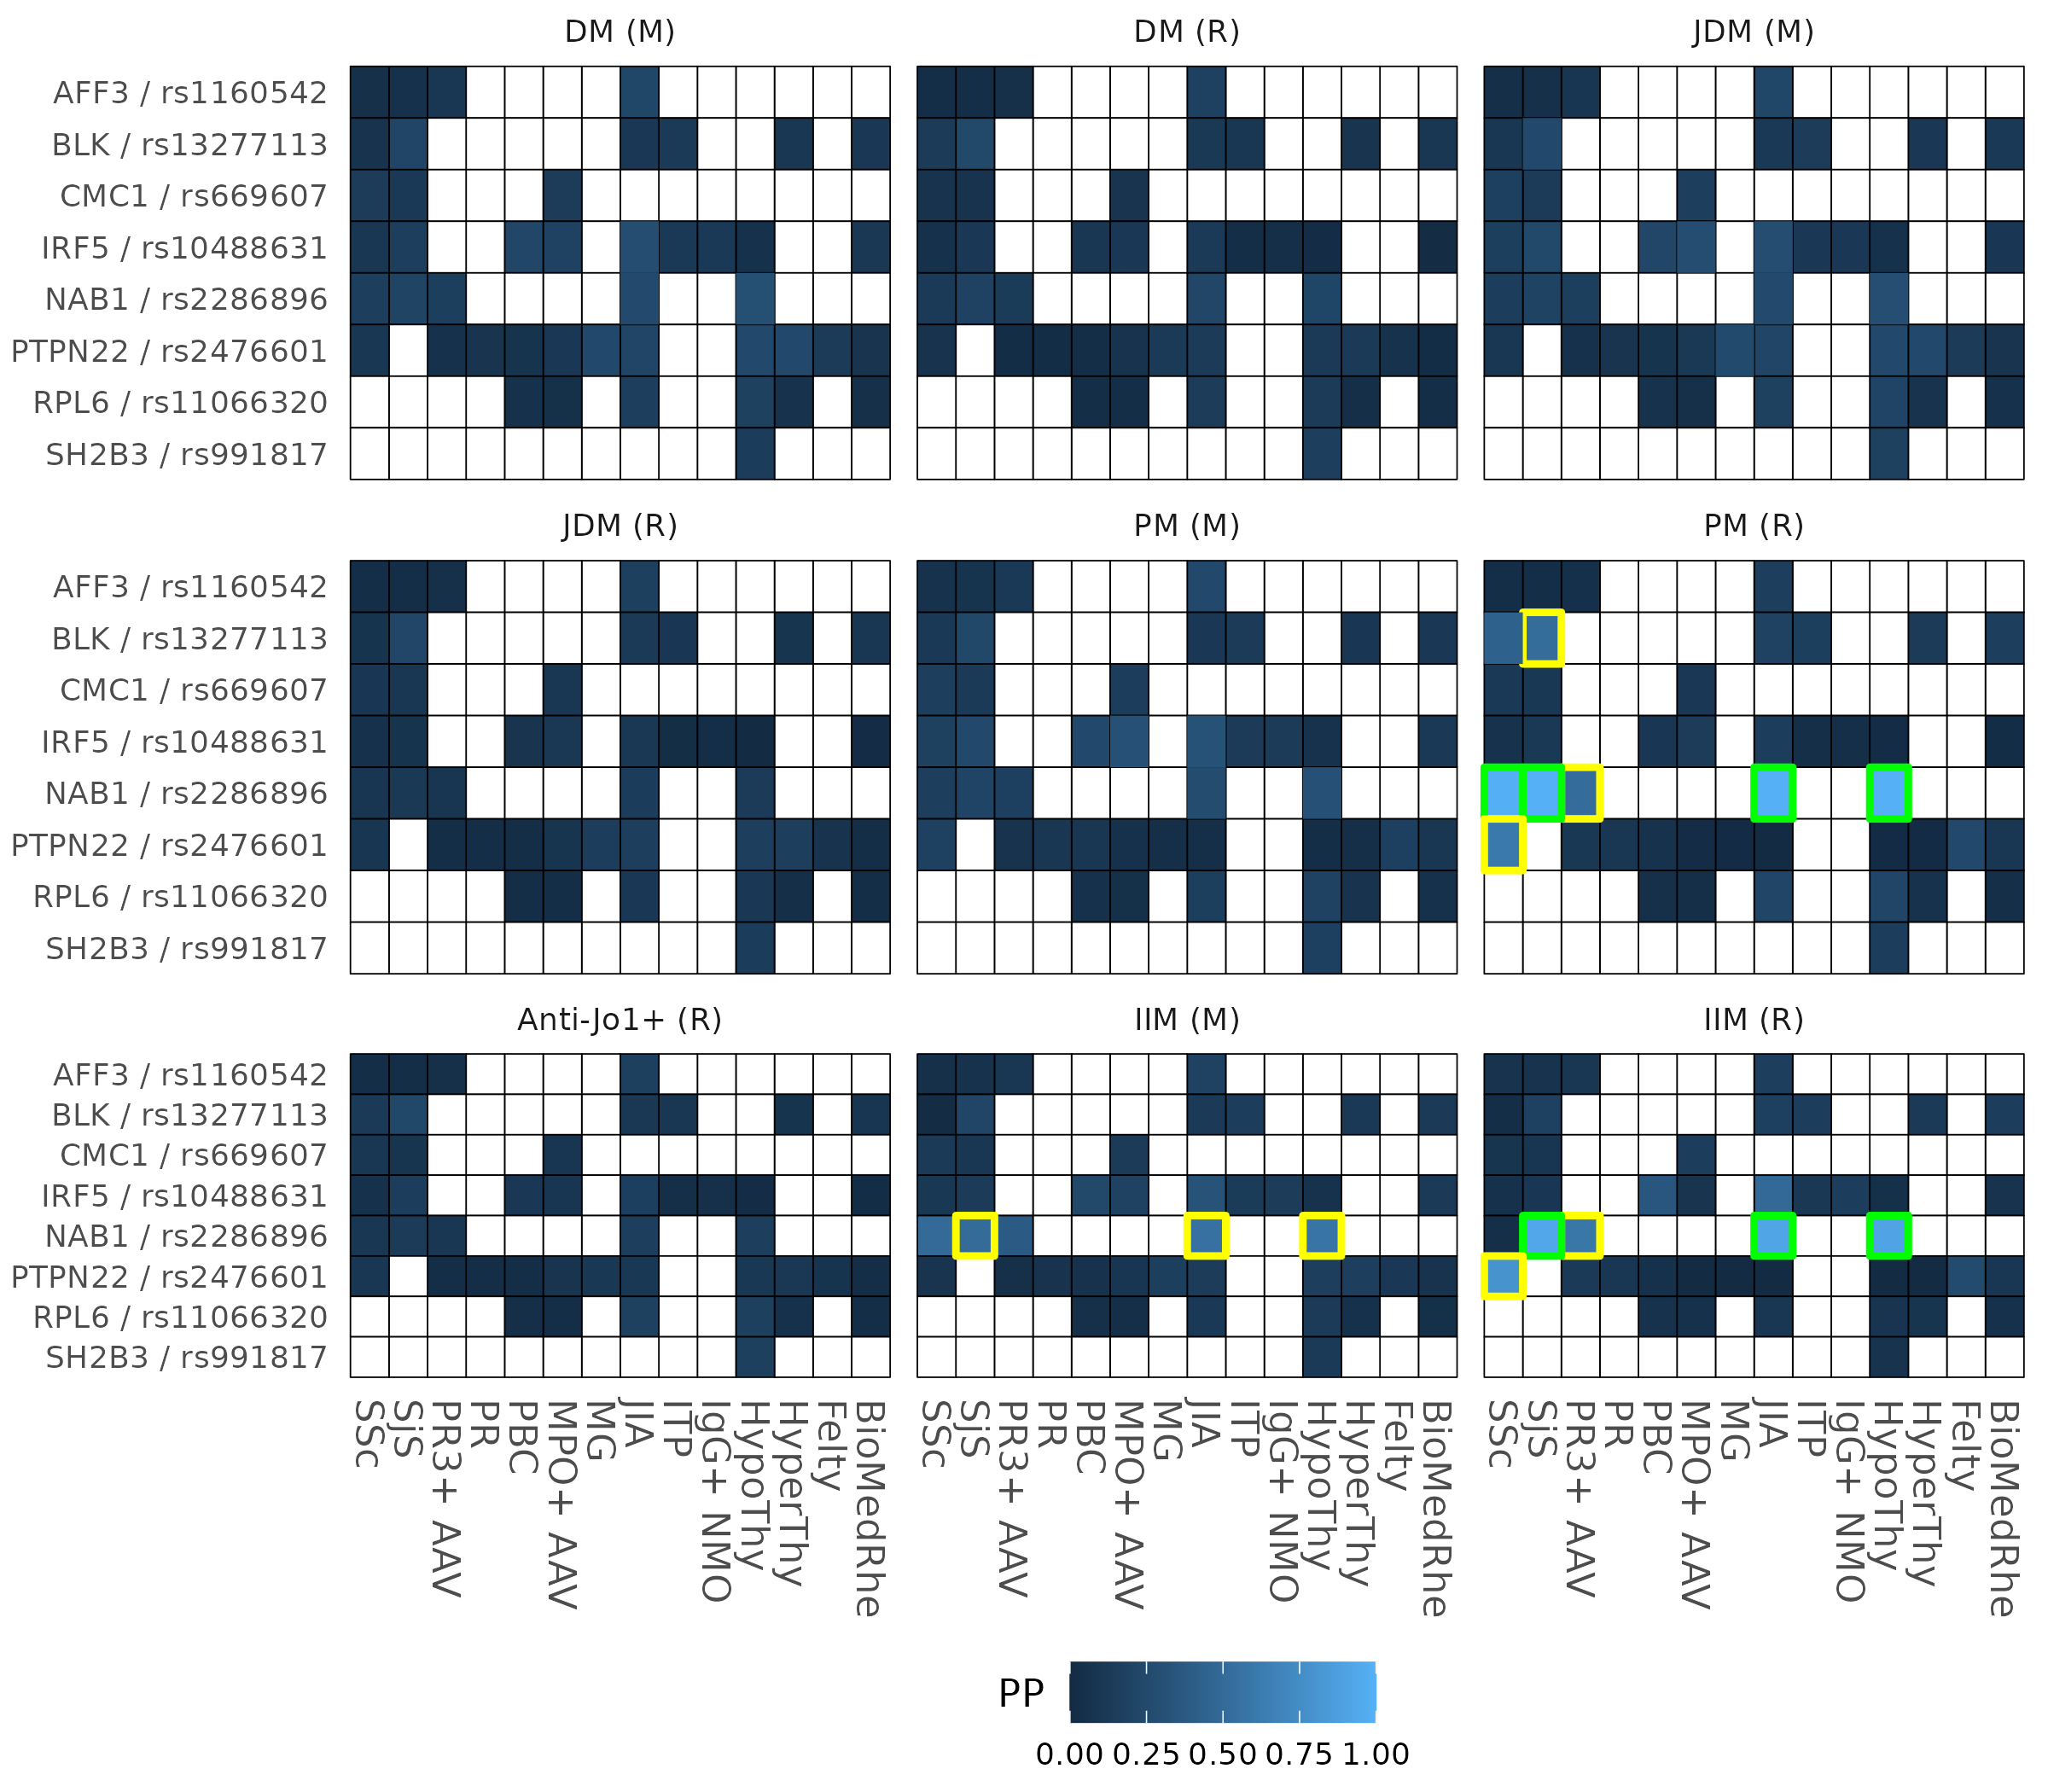 DM (M)
DM (R)
JDM (M)
AFF3 / rs1160542
BLK / rs13277113
CMC1 / rs669607
IRF5 / rs10488631
NAB1 / rs2286896
PTPN22 / rs2476601
RPL6 / rs11066320
SH2B3 / rs991817
JDM (R)
PM (M)
PM (R)
AFF3 / rs1160542
BLK / rs13277113
CMC1 / rs669607
IRF5 / rs10488631
NAB1 / rs2286896
PTPN22 / rs2476601
RPL6 / rs11066320
SH2B3 / rs991817
Anti-Jo1+ (R)
IIM (M)
IIM (R)
AFF3 / rs1160542
BLK / rs13277113
CMC1 / rs669607
IRF5 / rs10488631
NAB1 / rs2286896
PTPN22 / rs2476601
RPL6 / rs11066320
SH2B3 / rs991817
SSc
SjS
PR3+ AAV
PR
PBC
MPO+ AAV
MG
JIA
ITP
IgG+ NMO
HypoThy
HyperThy
Felty
BioMedRhe
SSc
SjS
PR3+ AAV
PR
PBC
MPO+ AAV
MG
JIA
ITP
IgG+ NMO
HypoThy
HyperThy
Felty
BioMedRhe
SSc
SjS
PR3+ AAV
PR
PBC
MPO+ AAV
MG
JIA
ITP
IgG+ NMO
HypoThy
HyperThy
Felty
BioMedRhe
PP
0.00 0.25 0.50 0.75 1.00